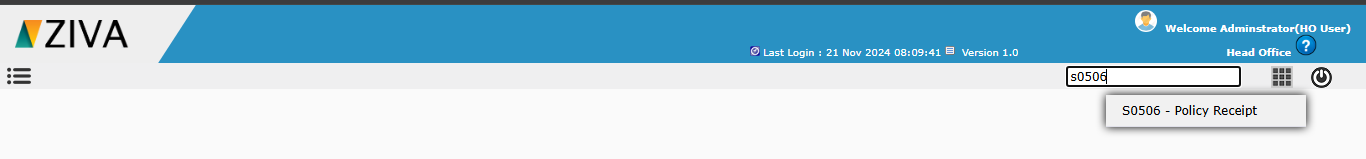 ZIVA
Welcome Adminstrator(HO User)
Last Login : 21 Nov 2024 08:09:41 Version 1.0
Head Office ?
s0506
S0506 - Policy Receipt